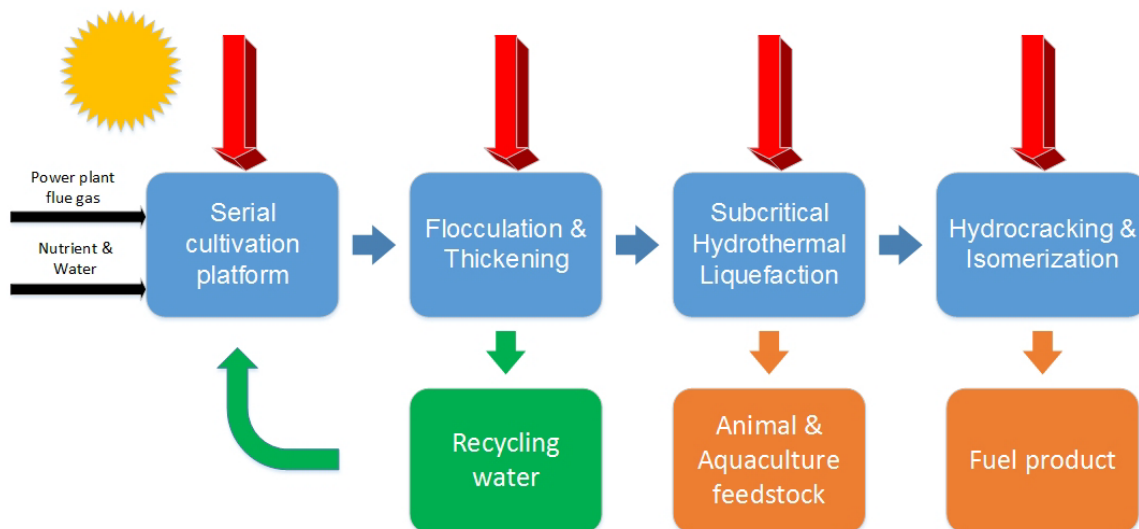 Power plant
flue gas
Nutrient &
Water
Serial
cultivation
platform
Flocculation &
Thickening
Subcritical
Hydrothermal
Liquefaction
Hydrocracking &
Isomerization
Recycling
water
Animal &
Aquaculture
feedstock
Fuel product